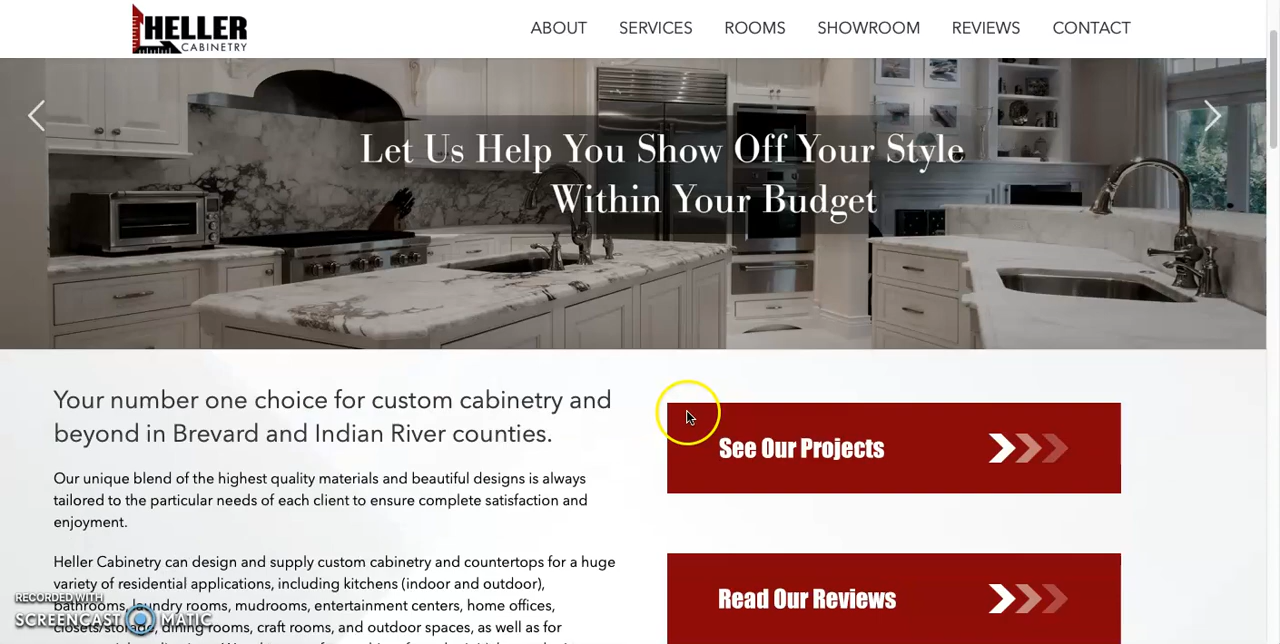 HELLER
CABINETRY
ABOUT SERVICES ROOMS SHOWROOM REVIEWS CONTACT
Let Us Help You Show Off Your Style
Within Your Budget
Your number one choice for custom cabinetry and
beyond in Brevard and Indian River counties.
Our unique blend of the highest quality materials and beautiful designs is always
tailored to the particular needs of each client to ensure complete satisfaction and
enjoyment.
Heller Cabinetry can design and supply custom cabinetry and countertops for a huge
variety of residential applications, including kitchens (indoor and outdoor),
bathrooms, laundry rooms, mudrooms, entertainment centers, home offices,
closets/storage, dining rooms, craft rooms, and outdoor spaces, as well as for
See Our Projects
Read Our Reviews
RECORDED WITH
SCREENCAST MATIC